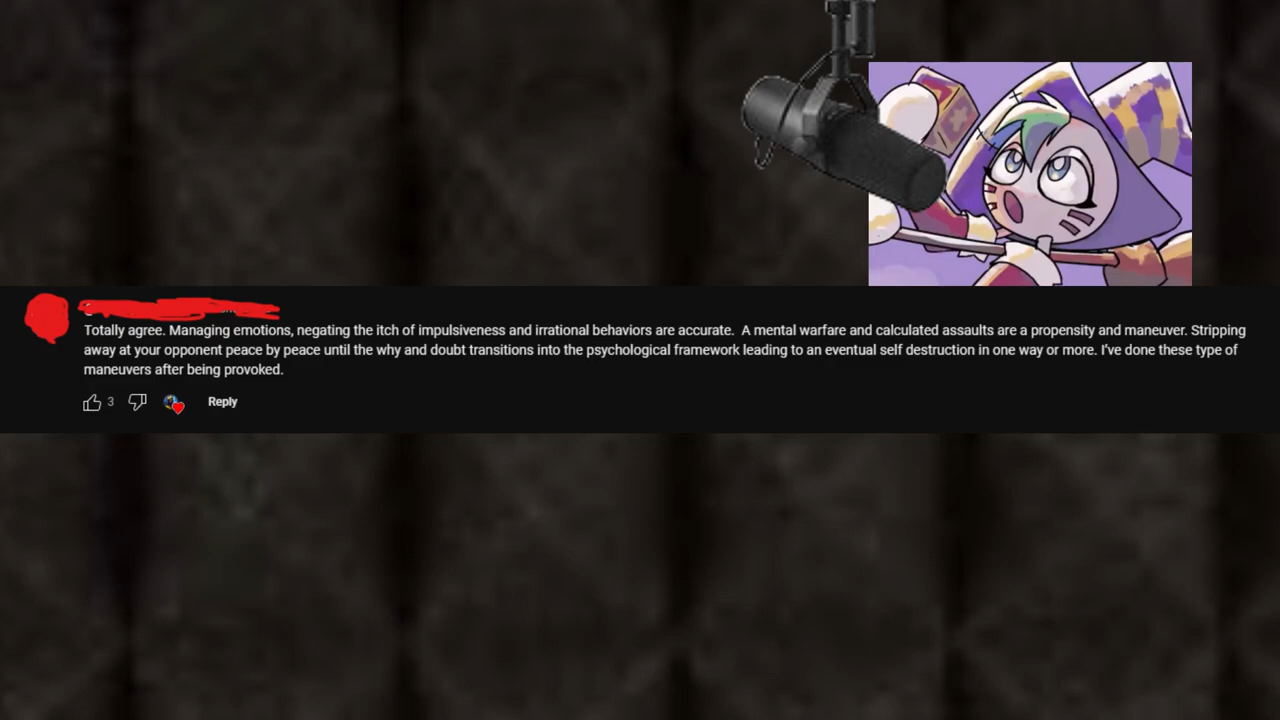 Totally agree. Managing emotions, negating the itch of impulsiveness and irrational behaviors are accurate.  A mental warfare and calculated assaults are a propensity and maneuver. Stripping
away at your opponent peace by peace until the why and doubt transitions into the psychological framework leading to an eventual self destruction in one way or more. I've done these type of
maneuvers after being provoked.
3
Reply